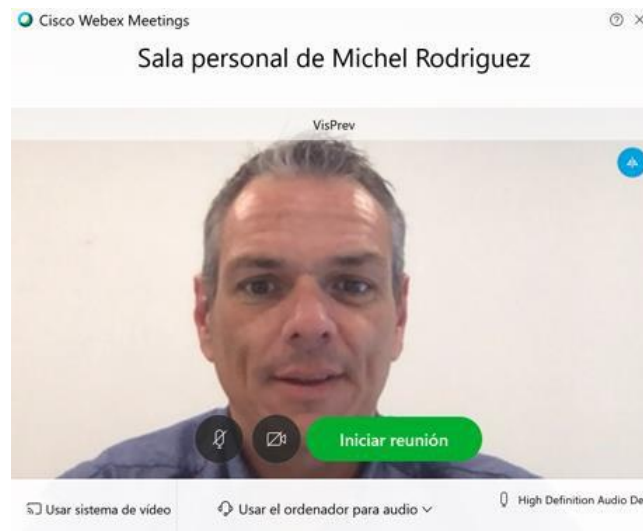 Cisco Webex Meetings
Sala personal de Michel Rodriguez
VisPrev
Iniciar reunión
Usar sistema de vídeo
Usar el ordenador para audio
High Definition Audio De